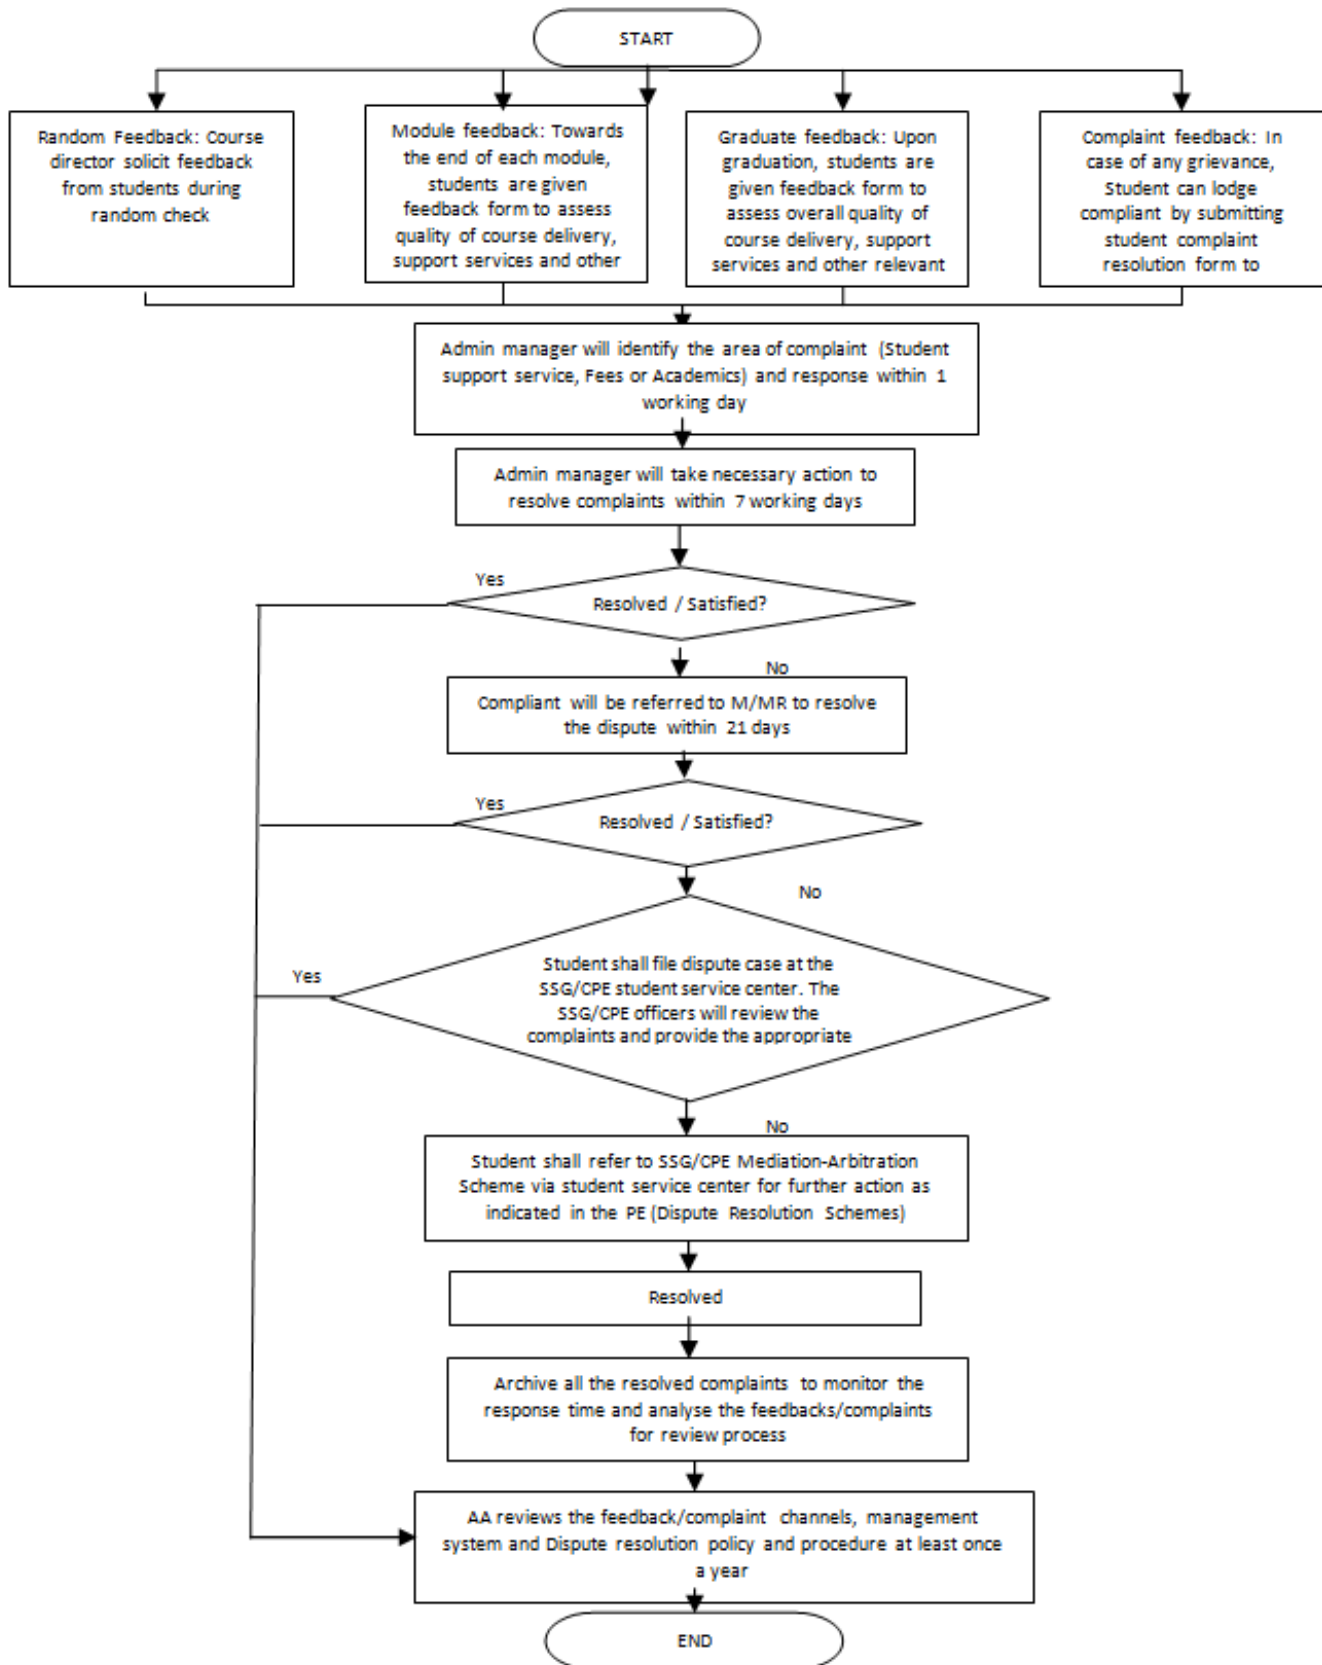 START
Random Feedback: Course
director solicit feedback
from students during
random check
Module feedback: Towards
the end of each module,
students are given
feedback form to assess
quality of course delivery,
support services and other
Graduate feedback: Upon
graduation, students are
given feedback form to
assess overall quality of
course delivery, support
services and other relevant
Complaint feedback: In
case of any grievance,
Student can lodge
compliant by submitting
student complaint
resolution form to
Admin manager will identify the area of complaint (Student
support service, Fees or Academics) and response within 1
working day
Admin manager will take necessary action to
resolve complaints within 7 working days
Yes
Resolved / Satisfied?
No
Compliant will be referred to M/MR to resolve
the dispute within 21 days
Yes
Resolved / Satisfied?
No
Yes
Student shall file dispute case at the
SSG/CPE student service center. The
SSG/CPE officers will review the
complaints and provide the appropriate
No
Student shall refer to SSG/CPE Mediation-Arbitration
Scheme via student service center for further action as
indicated in the PE (Dispute Resolution Schemes)
Resolved
Archive all the resolved complaints to monitor the
response time and analyse the feedbacks/complaints
for review process
AA reviews the feedback/complaint channels, management
system and Dispute resolution policy and procedure at least once
a year
END